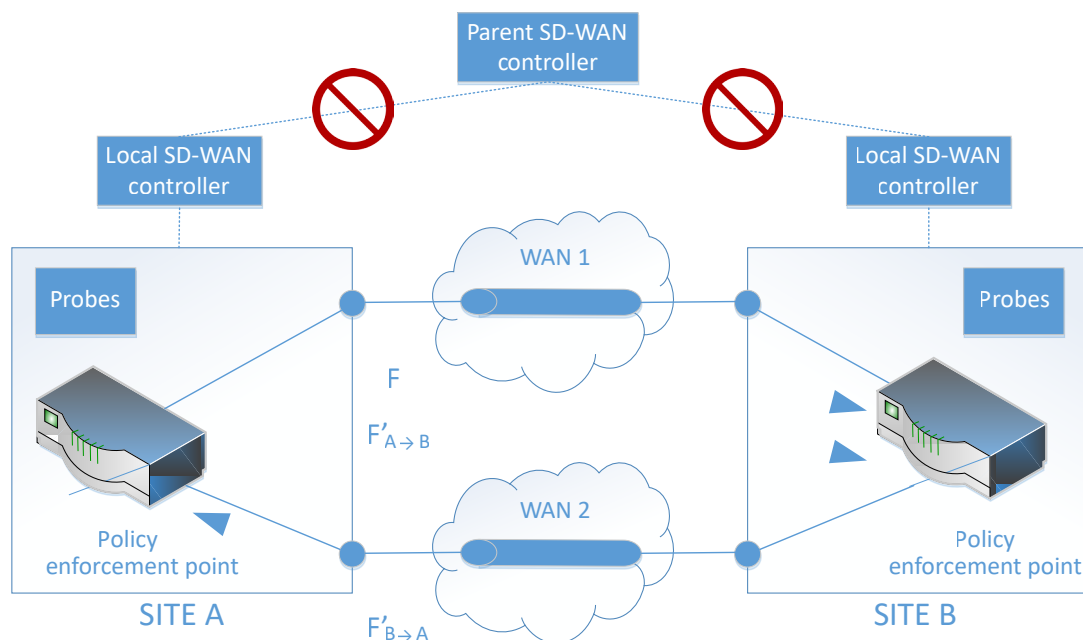 Parent SD-WAN
controller
Local SD-WAN
controller
Local SD-WAN
controller
WAN 1
Probes
Probes
F
F'A→B
WAN 2
Policy
enforcement point
Policy
enforcement point
SITE A
SITE B
F'B→A